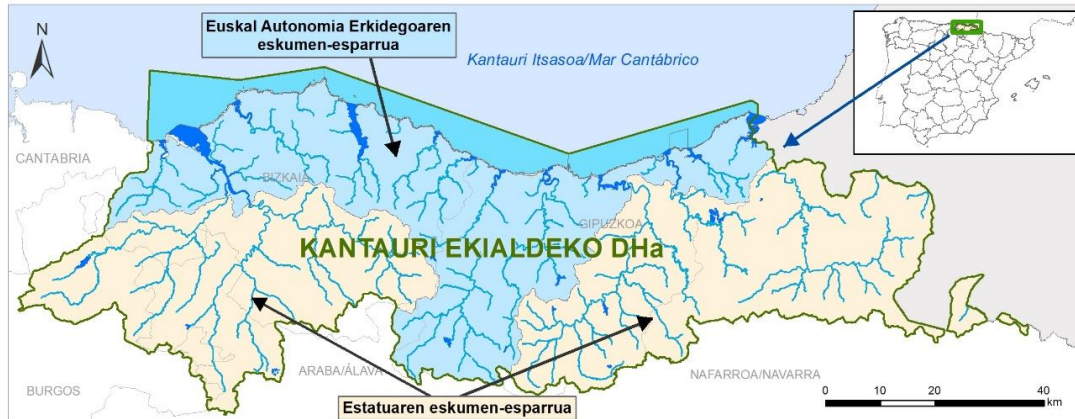 N
Euskal Autonomia Erkidegoaren
eskumen-esparrua
Kantauri Itsasoa/Mar Cantábrico
CANTABRIA
BIZKAIA
GIPUZKOA
KANTAURI EKIALDEKO DHa
ARABA/ÁLAVA
NAFARROA/NAVARRA
BURGOS
Estatuaren eskumen-esparrua
0 10 20 40
km